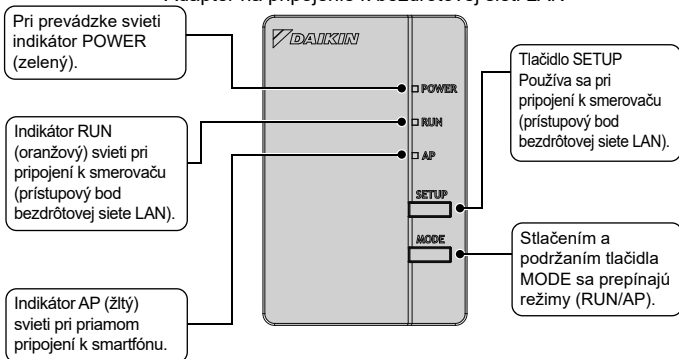 Adaptér na pripojenie k bezdrôtovej sieti LAN
Pri prevádzke svieti
indikátor POWER
(zelený).
Indikátor RUN
(oranžový) svieti pri
pripojení k smerovaču
(prístupový bod
bezdrôtovej siete LAN).
Indikátor AP (žltý)
svieti pri priamom
pripojení k smartfónu.
DAIKIN
POWER
RUN
AP
SETUP
MODE
Tlačidlo SETUP
Používa sa pri
pripojení k smerovaču
(prístupový bod
bezdrôtovej siete LAN).
Stlačením a
podržaním tlačidla
MODE sa prepínajú
režimy (RUN/AP).